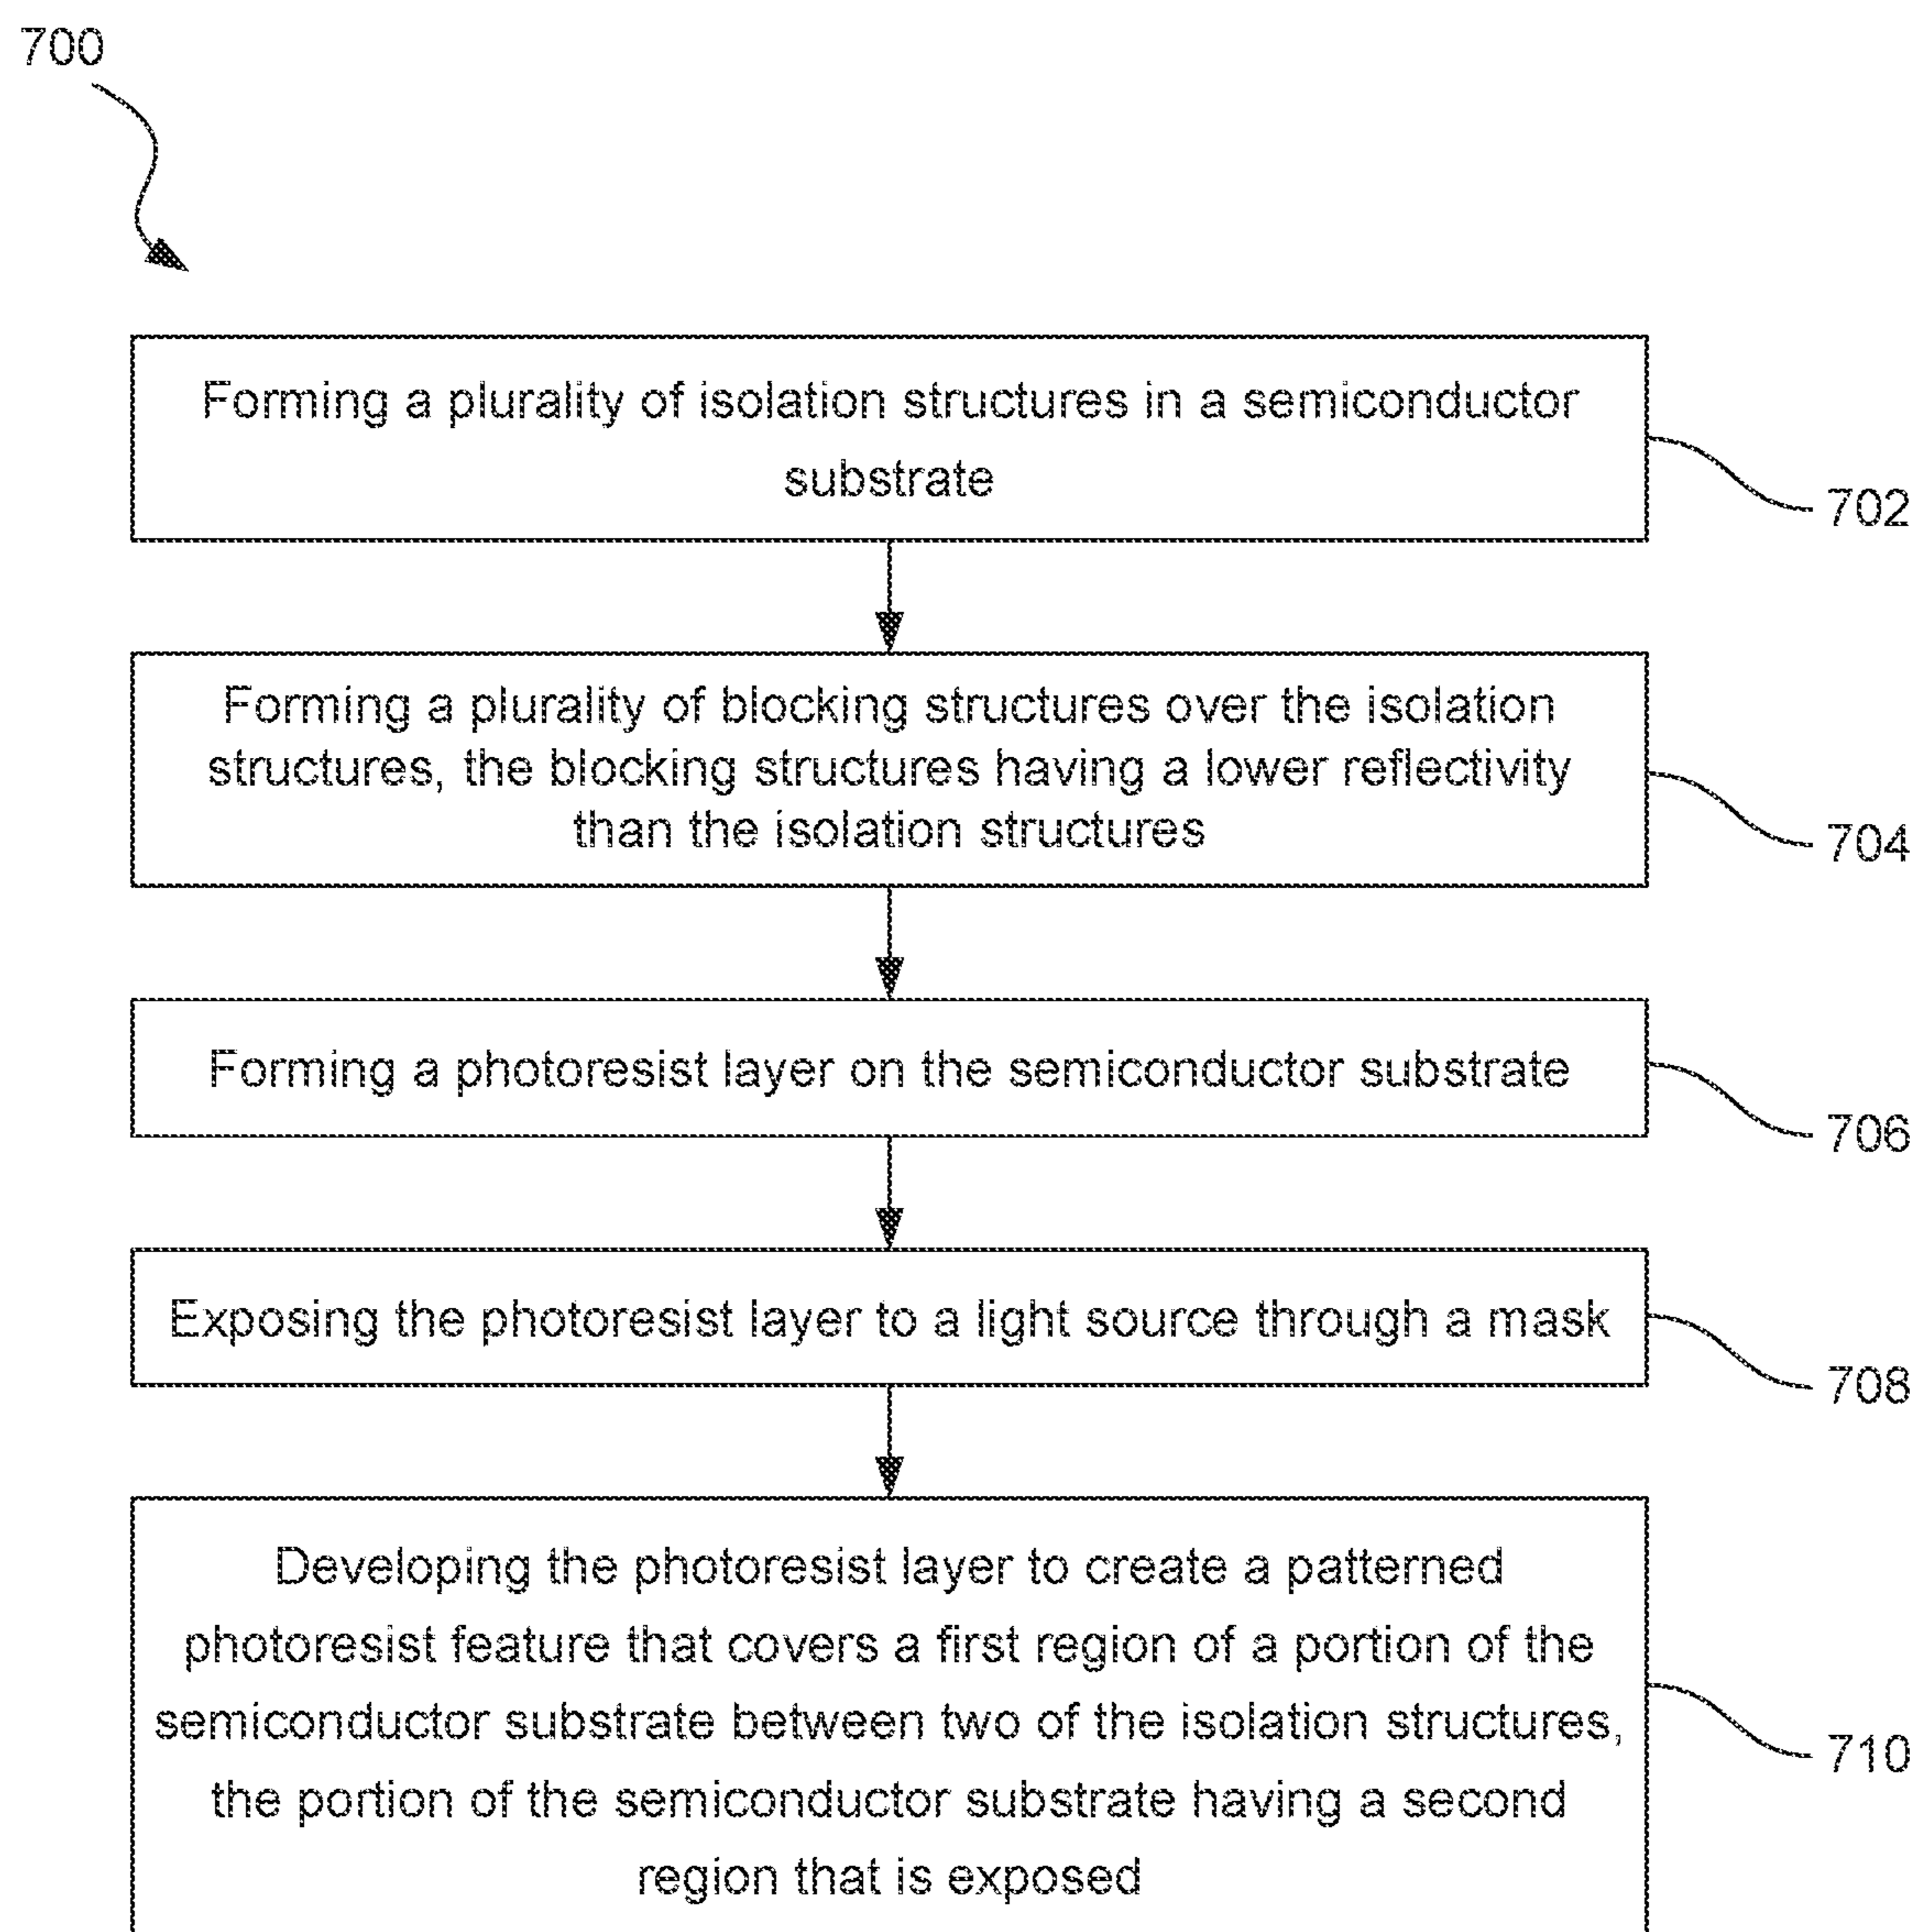 700
Forming a plurality of isolation structures in a semiconductor
substrate
702
Forming a plurality of blocking structures over the isolation
structures, the blocking structures having a lower reflectivity
than the isolation structures
704
Forming a photoresist layer on the semiconductor substrate
706
Exposing the photoresist layer to a light source through a mask
708
Developing the photoresist layer to create a patterned
photoresist feature that covers a first region of a portion of the
semiconductor substrate between two of the isolation structures,
the portion of the semiconductor substrate having a second
region that is exposed
710